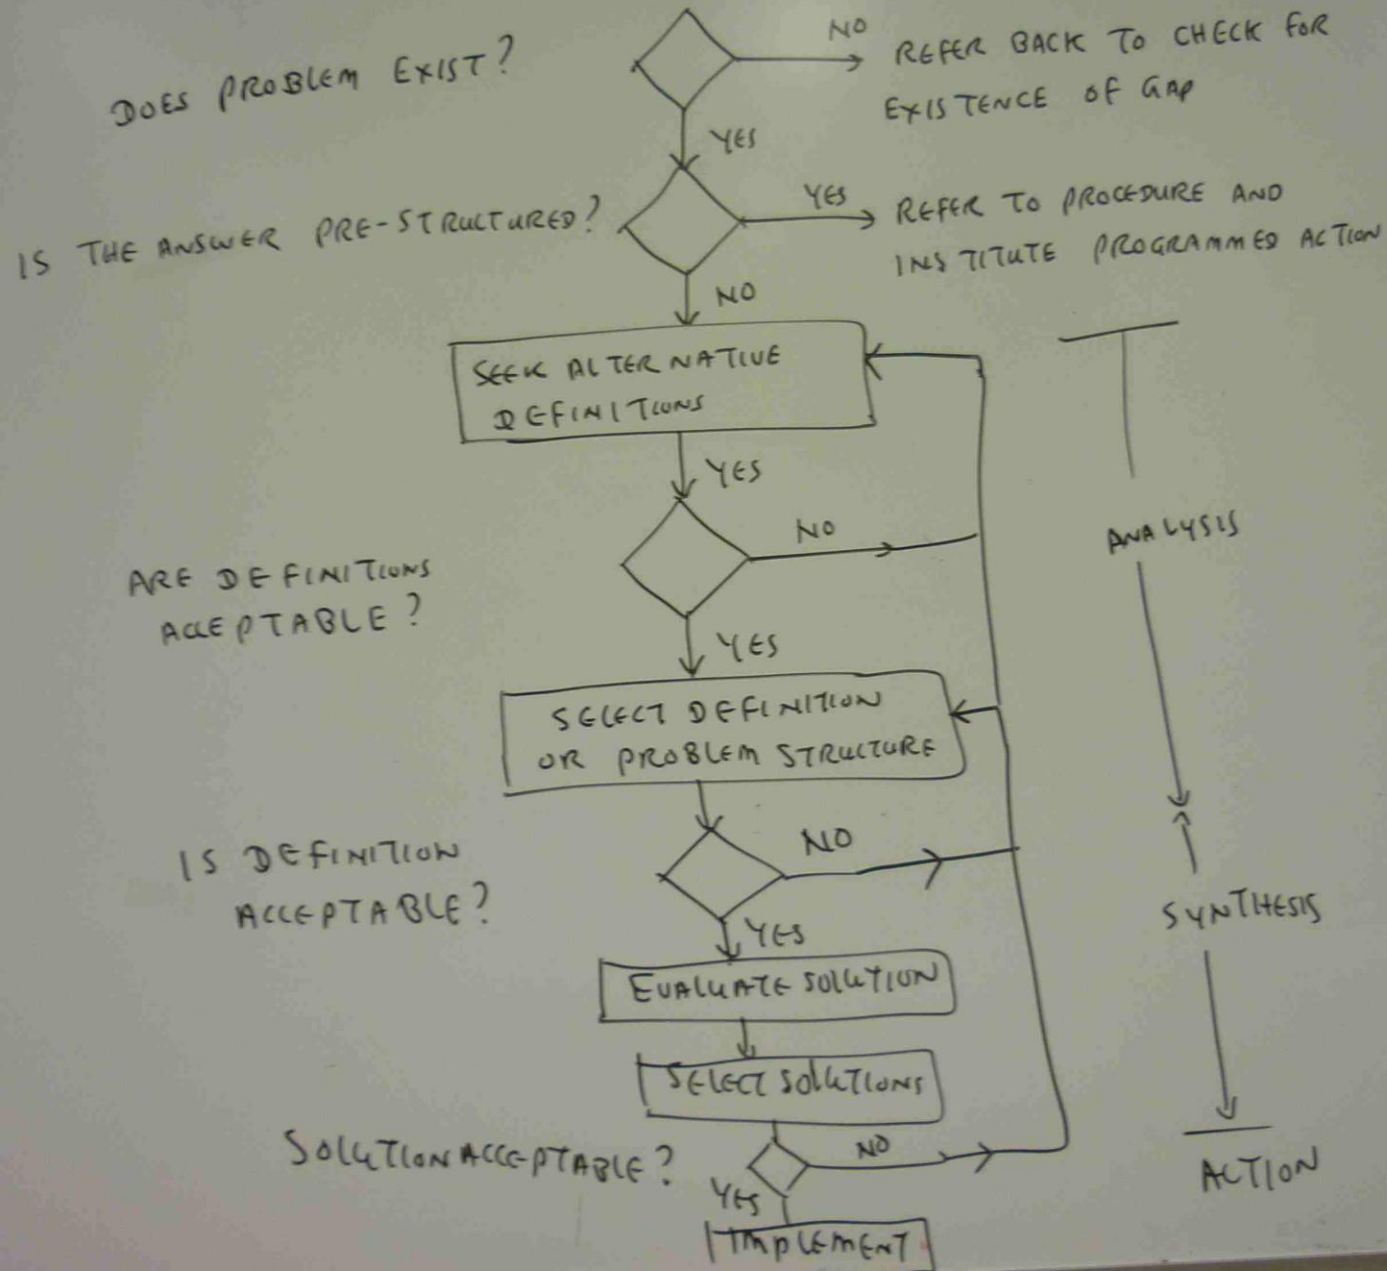 DOES PROBLEM EXIST?
NO
REFER BACK TO CHECK FOR
EXISTENCE OF GAP
YES
IS THE ANSWER PRE-STRUCTURED?
YES
REFER TO PROCEDURE AND
INSTITUTE PROGRAMMED ACTION
NO
SEEK ALTERNATIVE
DEFINITIONS
YES
ARE DEFINITIONS
ACCEPTABLE?
NO
YES
SELECT DEFINITION
OR PROBLEM STRUCTURE
IS DEFINITION
ACCEPTABLE?
NO
YES
EVALUATE SOLUTION
SELECT SOLUTIONS
SOLUTION ACCEPTABLE?
NO
YES
IMPLEMENT
ANALYSIS
SYNTHESIS
ACTION